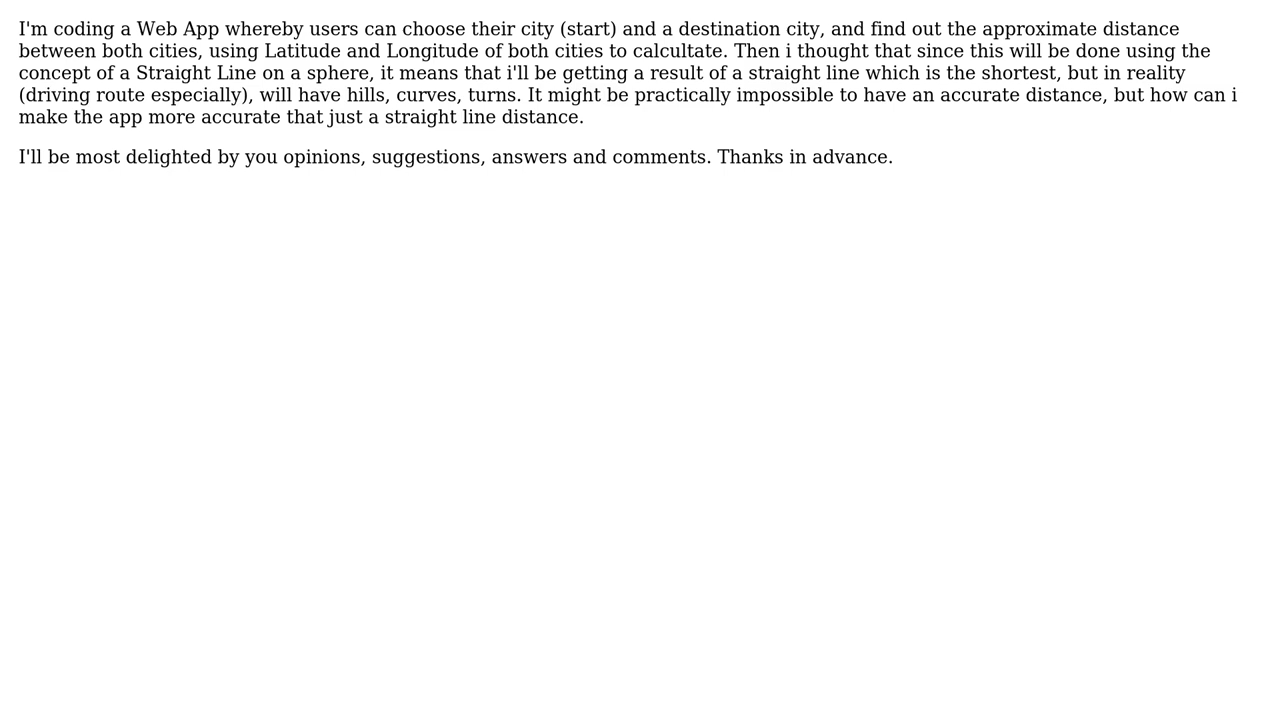 I'm coding a Web App whereby users can choose their city (start) and a destination city, and find out the approximate distance
between both cities, using Latitude and Longitude of both cities to calcultate. Then i thought that since this will be done using the
concept of a Straight Line on a sphere, it means that i'll be getting a result of a straight line which is the shortest, but in reality
(driving route especially), will have hills, curves, turns. It might be practically impossible to have an accurate distance, but how can i
make the app more accurate that just a straight line distance.
I'll be most delighted by you opinions, suggestions, answers and comments. Thanks in advance.